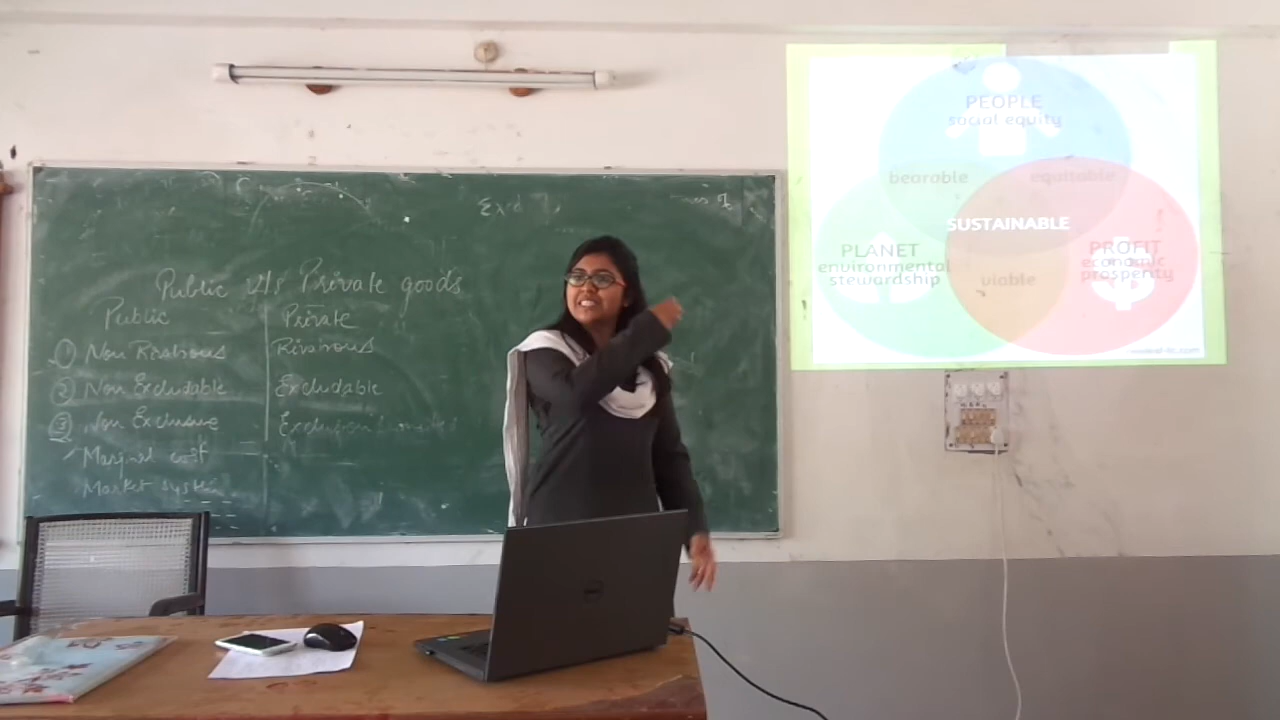 Public V/s Private goods
Public Private
① Non Rivalrous Rivalrous
② Non Excludable Excludable
③ Non Exclusive
Marginal cost
Market system
PEOPLE
social equity
bearable equitable
SUSTAINABLE
PLANET
environmental
stewardship
viable
PROFIT
economic
prosperity
DELL